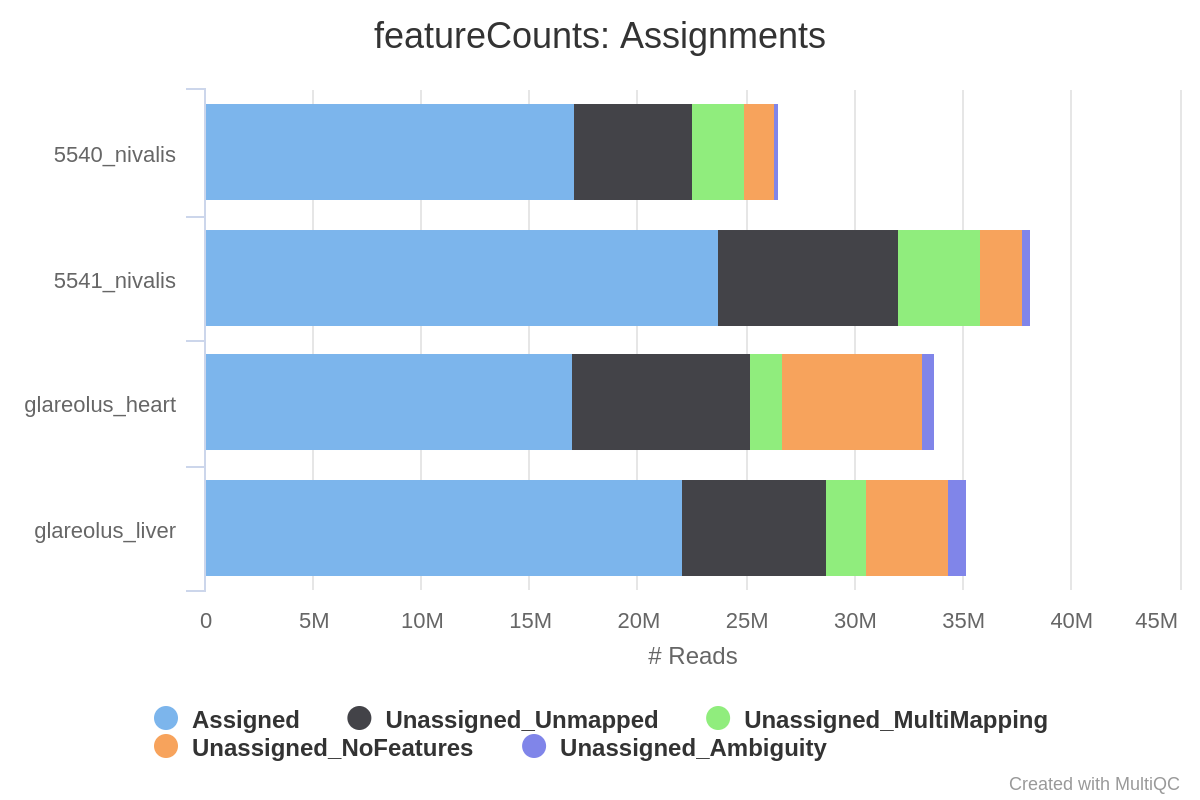 featureCounts: Assignments
5540_nivalis
5541_nivalis
glareolus_heart
glareolus_liver
0 5M 10M 15M 20M 25M 30M 35M 40M 45M
# Reads
Assigned Unassigned_Unmapped Unassigned_MultiMapping
Unassigned_NoFeatures Unassigned_Ambiguity
Created with MultiQC